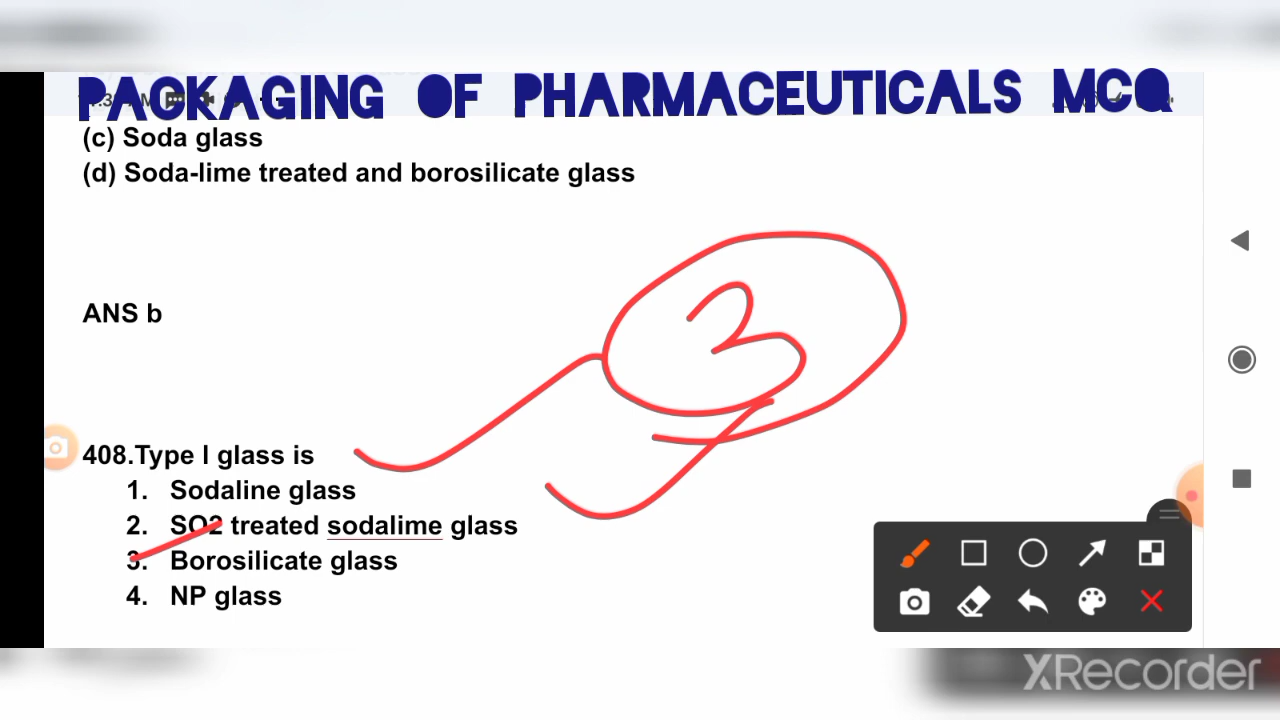 PACKAGING OF PHARMACEUTICALS MCQ
(c) Soda glass
(d) Soda-lime treated and borosilicate glass
ANS b
3
408.Type I glass is
1. Sodaline glass
2. SO2 treated sodalime glass
3. Borosilicate glass
4. NP glass
XRecorder